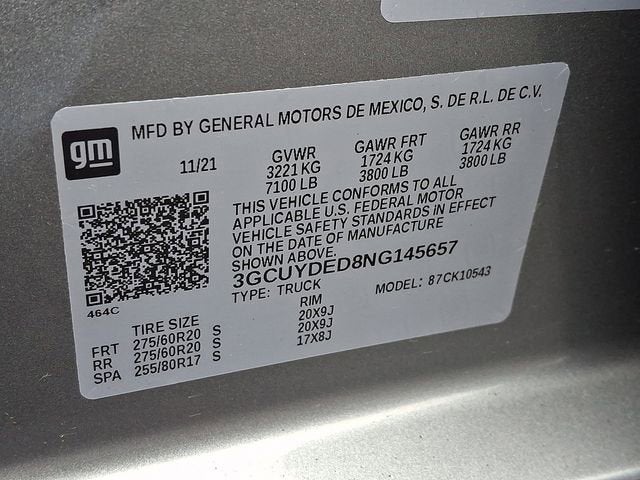 gm
MFD BY GENERAL MOTORS DE MEXICO, S. DE R.L. DE C.V.
11/21
GVWR GAWR FRT GAWR RR
3221 KG 1724 KG 1724 KG
7100 LB 3800 LB 3800 LB
THIS VEHICLE CONFORMS TO ALL
APPLICABLE U.S. FEDERAL MOTOR
VEHICLE SAFETY STANDARDS IN EFFECT
ON THE DATE OF MANUFACTURE
SHOWN ABOVE.
3GCUYDED8NG145657
TYPE: TRUCK MODEL: 87CK10543
464C
TIRE SIZE RIM
FRT 275/60R20 S 20X9J
RR 275/60R20 S 20X9J
SPA 255/80R17 S 17X8J